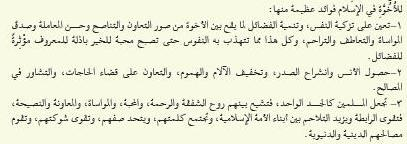 للأُخُوَّة في الإسلام فوائد عظيمة منها:
١-تعين على تزكية النفس، وتنمية الفضائل لما يقع بين الأخوة من صور التعاون والتناصح وحسن المعاملة وصدق
المواساة والتعاطف والتراحم، وكل هذا مما تتهذب به النفوس حتى تصبح محبة للخير باذلة للمعروف مؤثرةً
للفضائل.
٢-حصول الأنس وانشراح الصدر، وتخفيف الآلام والهموم، والتعاون على قضاء الحاجات، والتشاور في
المصالح.
٣- تجعل المسلمين كالجسد الواحد، فتشيع بينهم روح الشفقة والرحمة، والمحبة، والمواساة، والمعاونة والنصيحة،
فتقوى الرابطة ويزيد التلاحم بين أبناء الأمة الإسلامية، وتجتمع كلمتهم، ويتحد صفهم، وتقوى شوكتهم، وتقوم
مصالحهم الدينية والدنيوية.